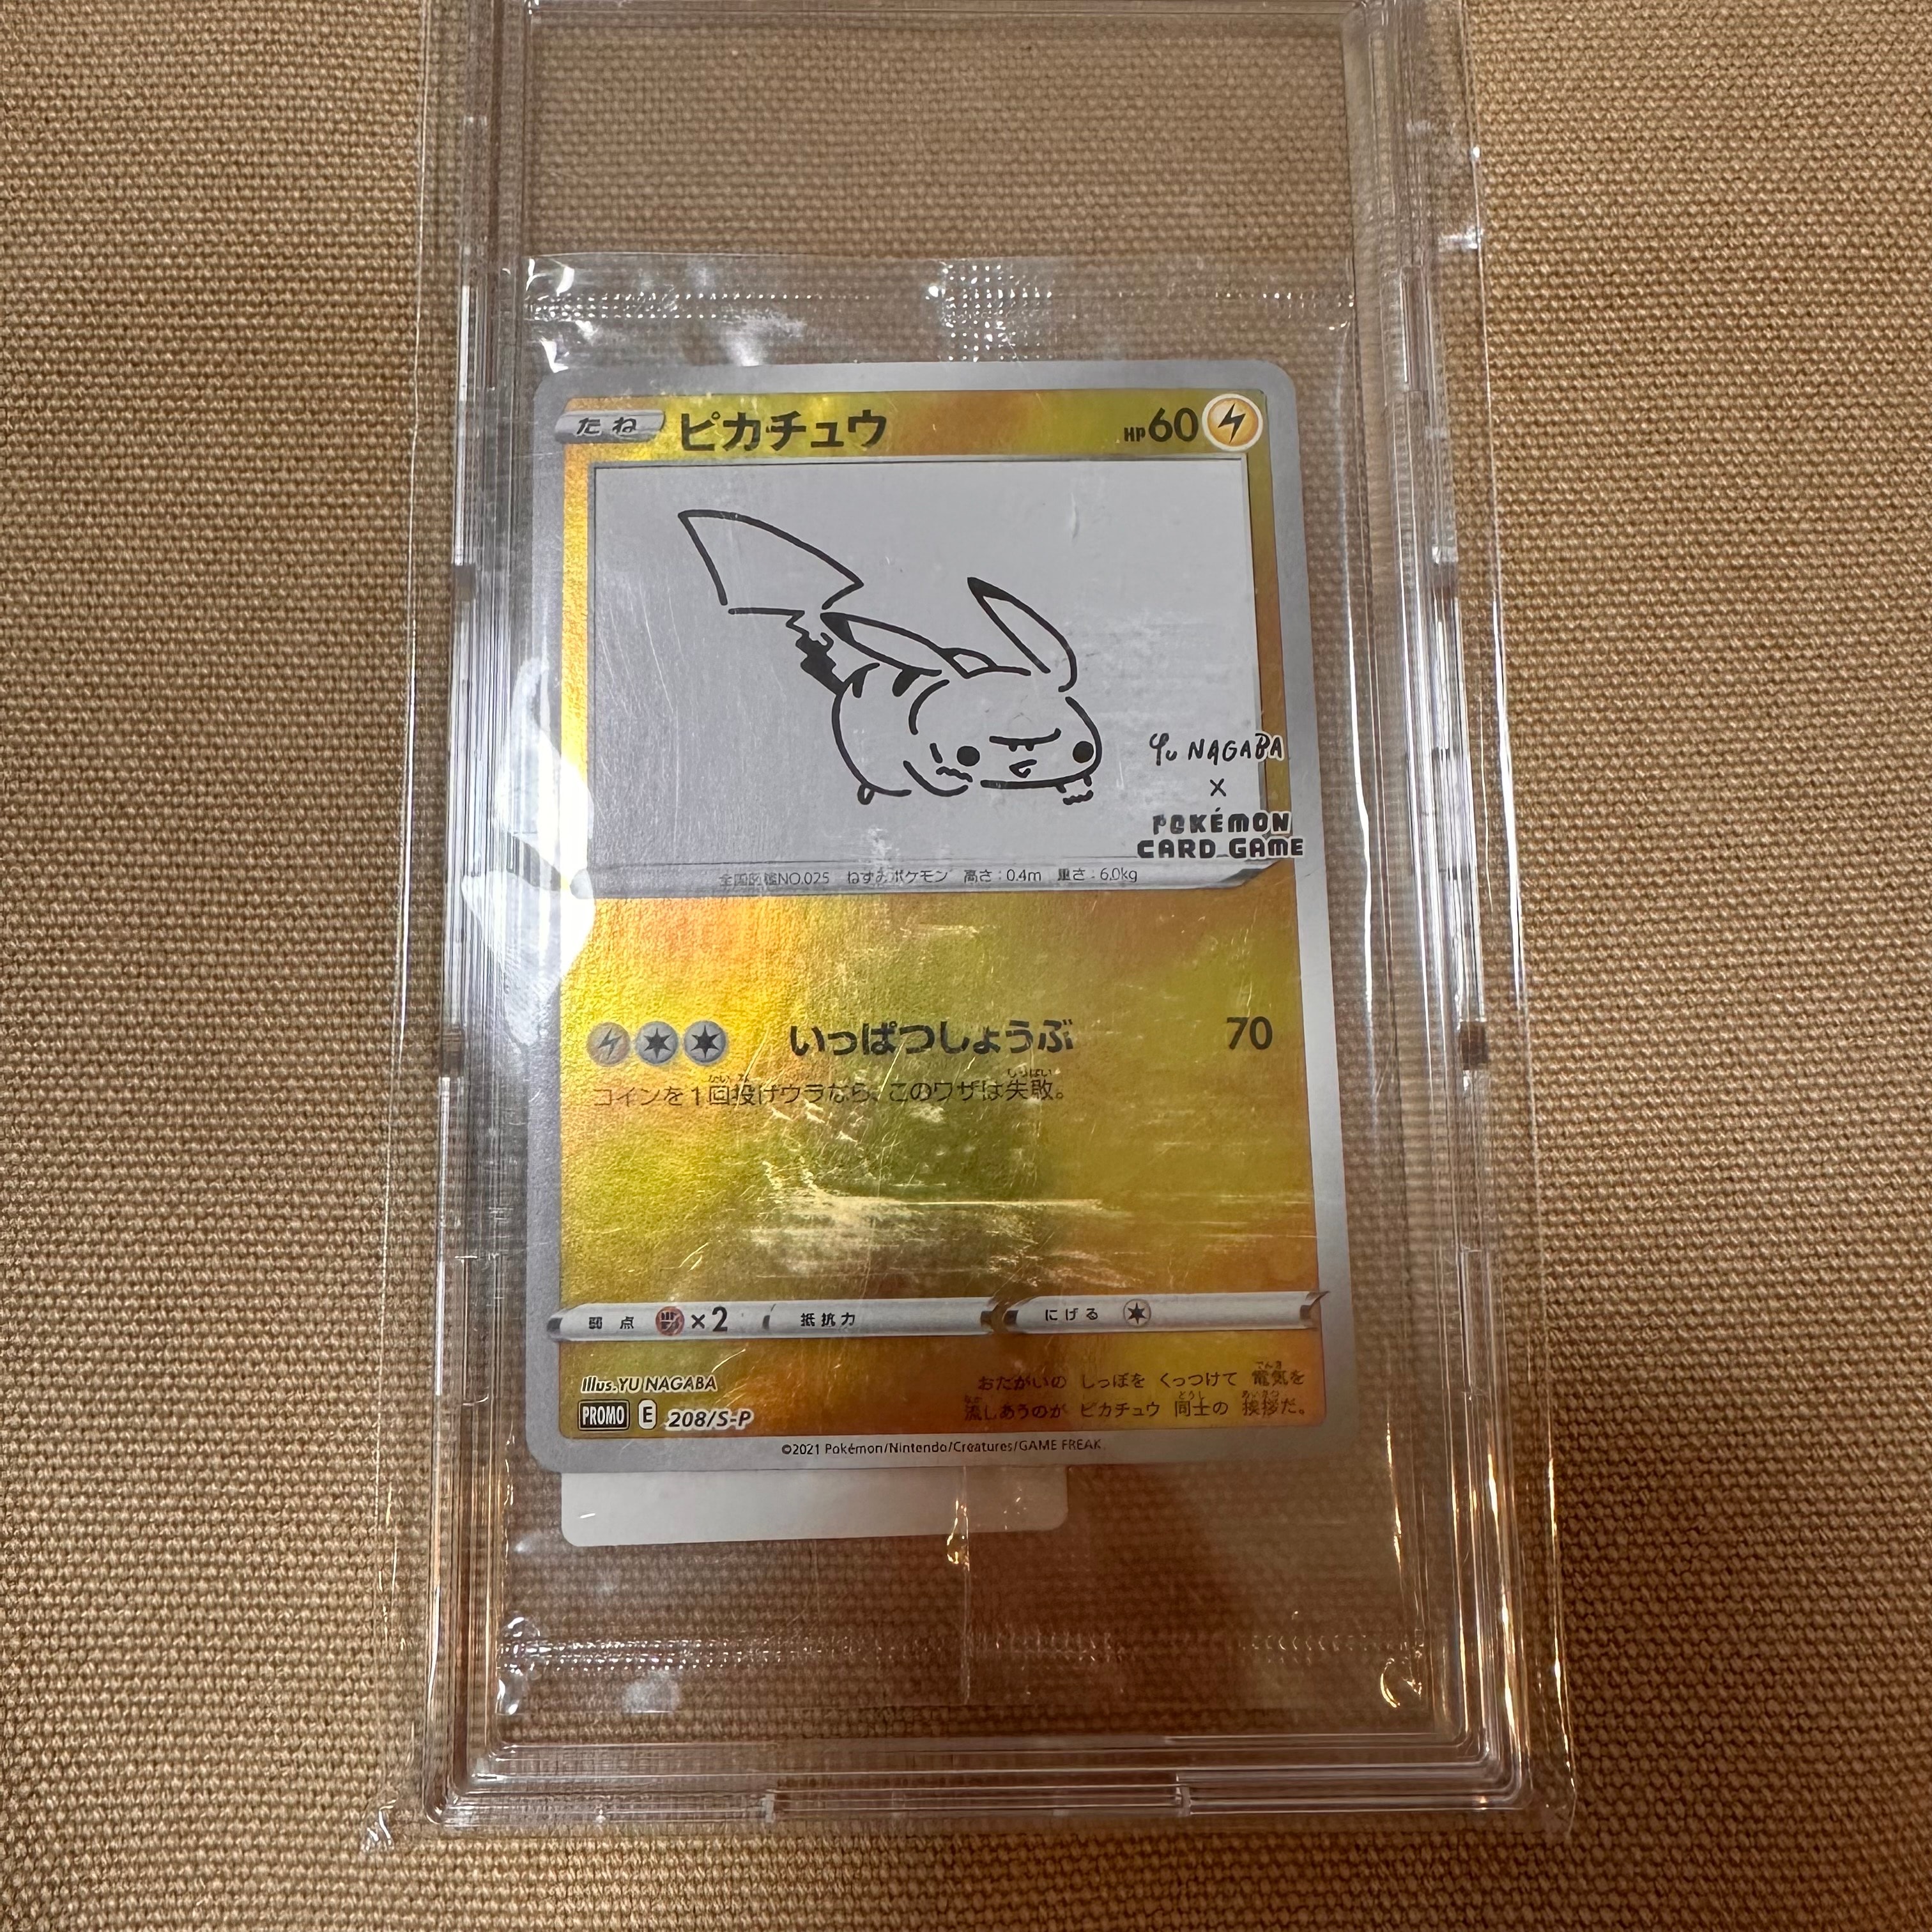 たね ピカチュウ HP60
Yu NAGABA
×
POKÉMON
CARD GAME
全国図鑑NO.025 ねずみポケモン 高さ：0.4m 重さ：6.0kg
いっぱつしょうぶ 70
コインを1回投げウラなら、このワザは失敗。
弱点 ×2 抵抗力 にげる
Illus.YU NAGABA
PROMO E 208/S-P
おたがいの しっぽを くっつけて 電気を
流しあうのが ピカチュウ 同士の 挨拶だ。
©2021 Pokémon/Nintendo/Creatures/GAME FREAK.